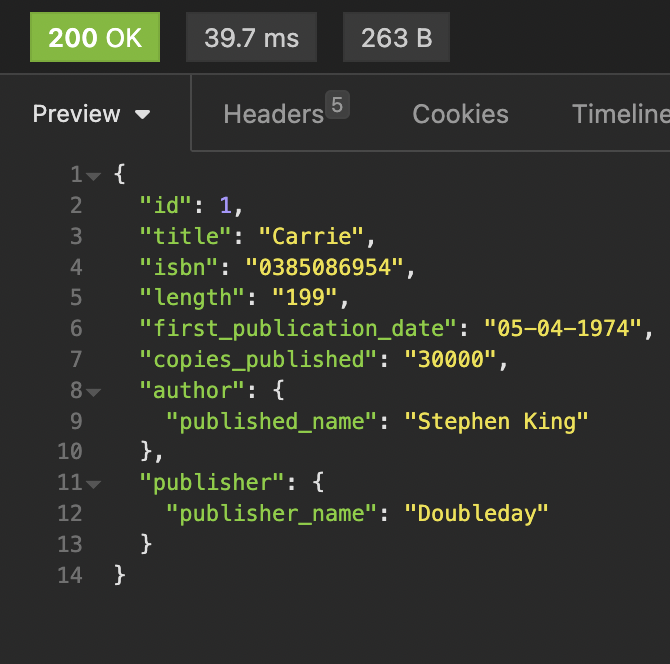 200 OK 39.7 ms 263 B
Preview Headers 5 Cookies Timeline
1 {
2 "id": 1,
3 "title": "Carrie",
4 "isbn": "0385086954",
5 "length": "199",
6 "first_publication_date": "05-04-1974",
7 "copies_published": "30000",
8 "author": {
9 "published_name": "Stephen King"
10 },
11 "publisher": {
12 "publisher_name": "Doubleday"
13 }
14 }